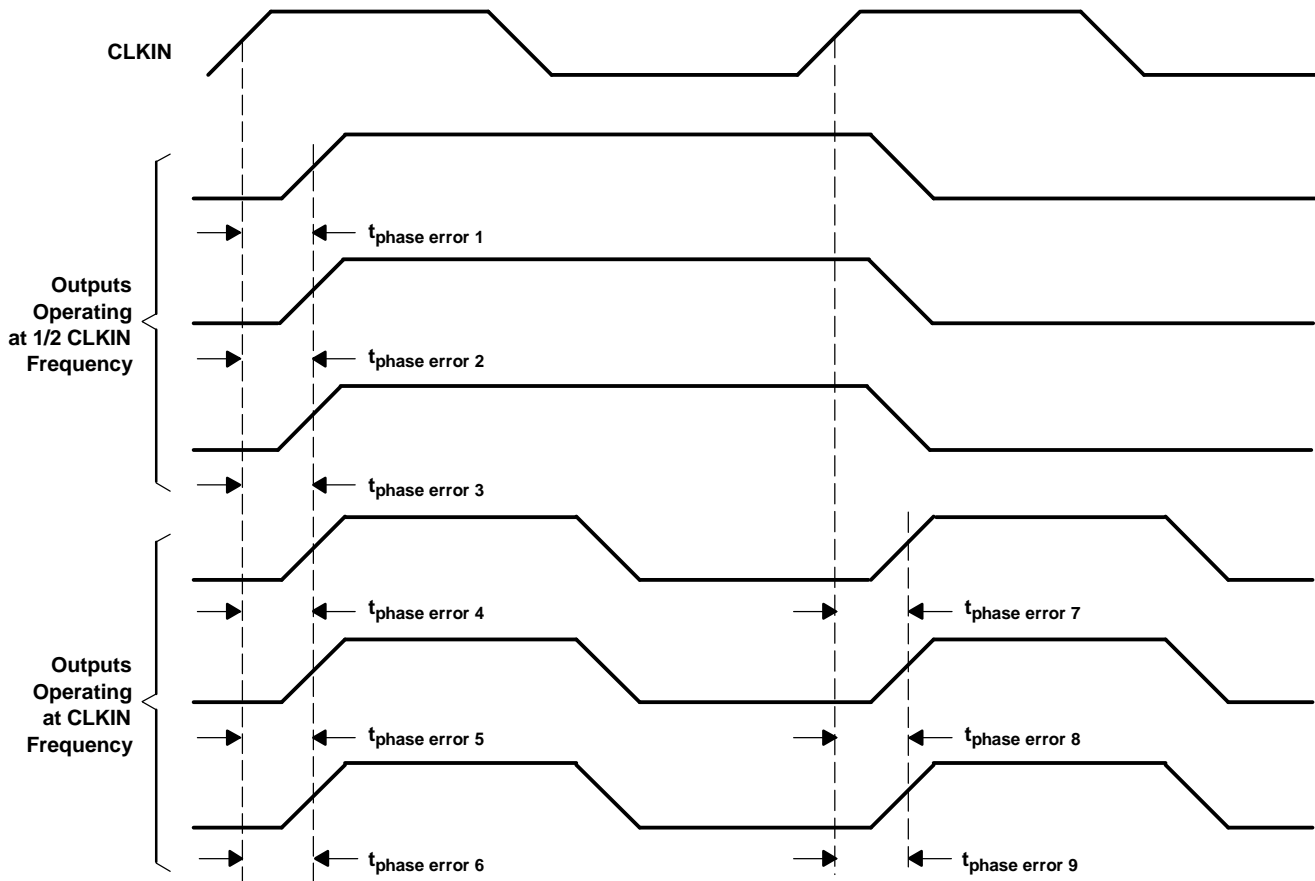 CLKIN
Outputs
Operating
at 1/2 CLKIN
Frequency
tphase error 1
tphase error 2
tphase error 3
Outputs
Operating
at CLKIN
Frequency
tphase error 4
tphase error 7
tphase error 5
tphase error 8
tphase error 6
tphase error 9